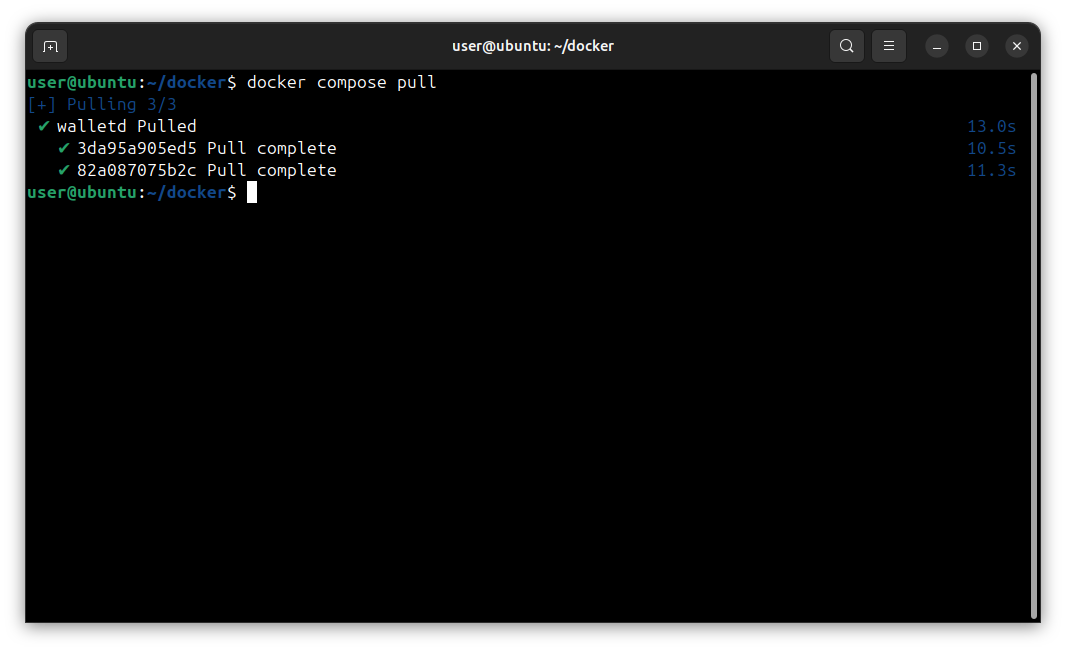 user@ubuntu: ~/docker
user@ubuntu:~/docker$ docker compose pull
[+] Pulling 3/3
✔ walletd Pulled 13.0s
✔ 3da95a905ed5 Pull complete 10.5s
✔ 82a087075b2c Pull complete 11.3s
user@ubuntu:~/docker$